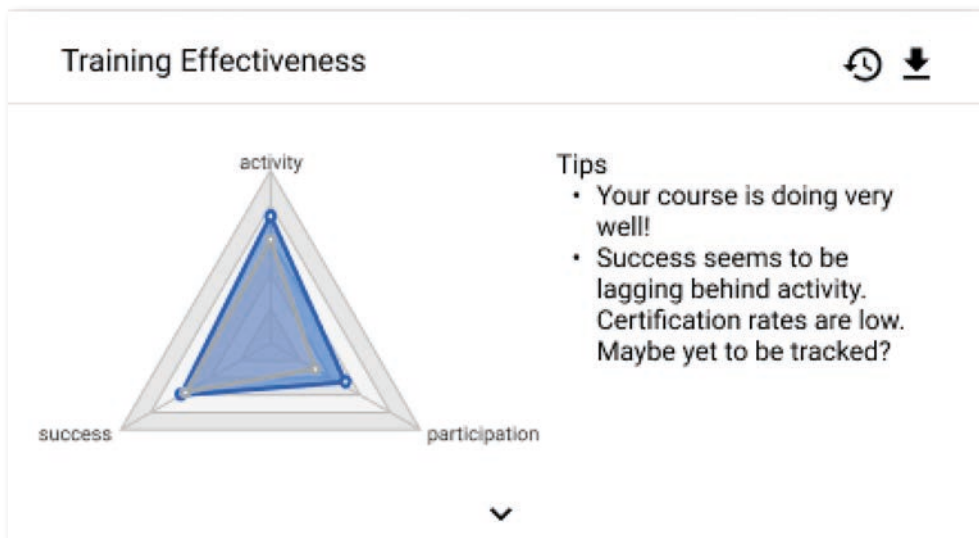 Training Effectiveness
activity
success
participation
Tips
• Your course is doing very
well!
• Success seems to be
lagging behind activity.
Certification rates are low.
Maybe yet to be tracked?